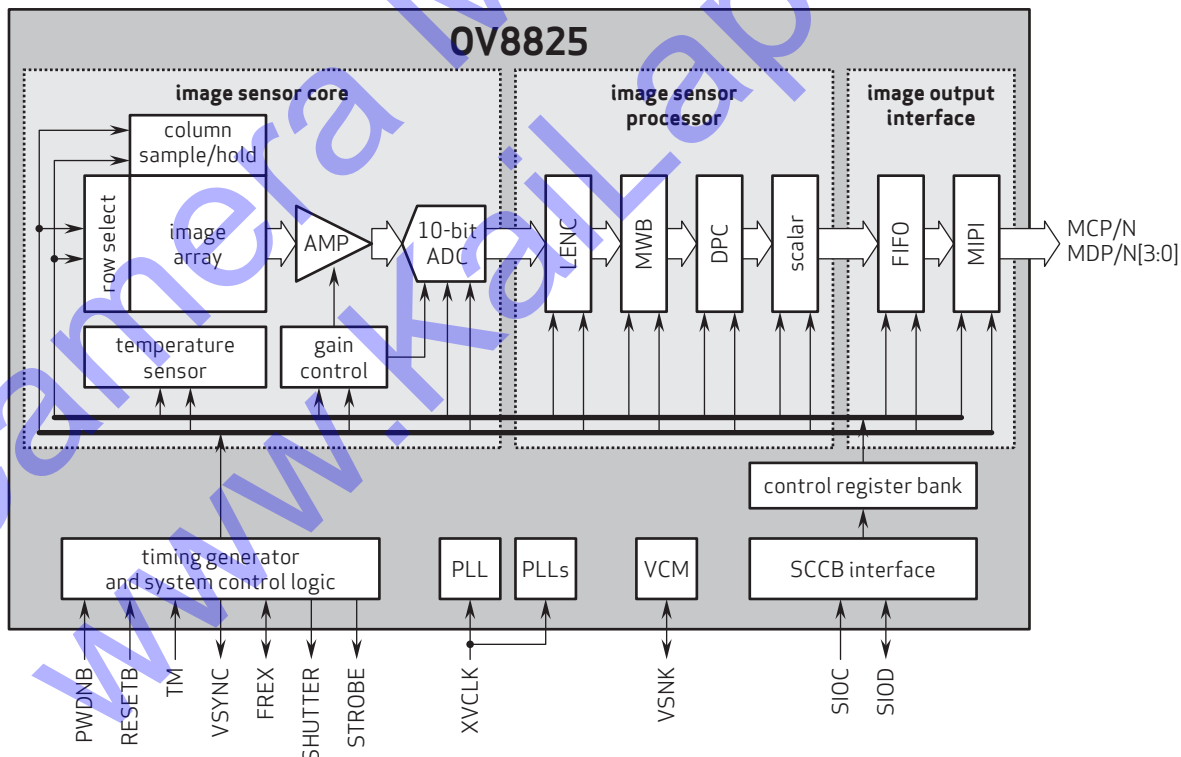 OV8825
image sensor core
image sensor
processor
image output
interface
column
sample/hold
row select
image
array
AMP
10-bit
ADC
LENC
MWB
DPC
scalar
FIFO
MIPI
MCP/N
MDP/N[3:0]
temperature
sensor
gain
control
control register bank
timing generator
and system control logic
PLL
PLLs
VCM
SCCB interface
PWDNB
RESETB
TM
VSYNC
FREX
SHUTTER
STROBE
XVCLK
VSNK
SIOC
SIOD
amera
www.KaiLap